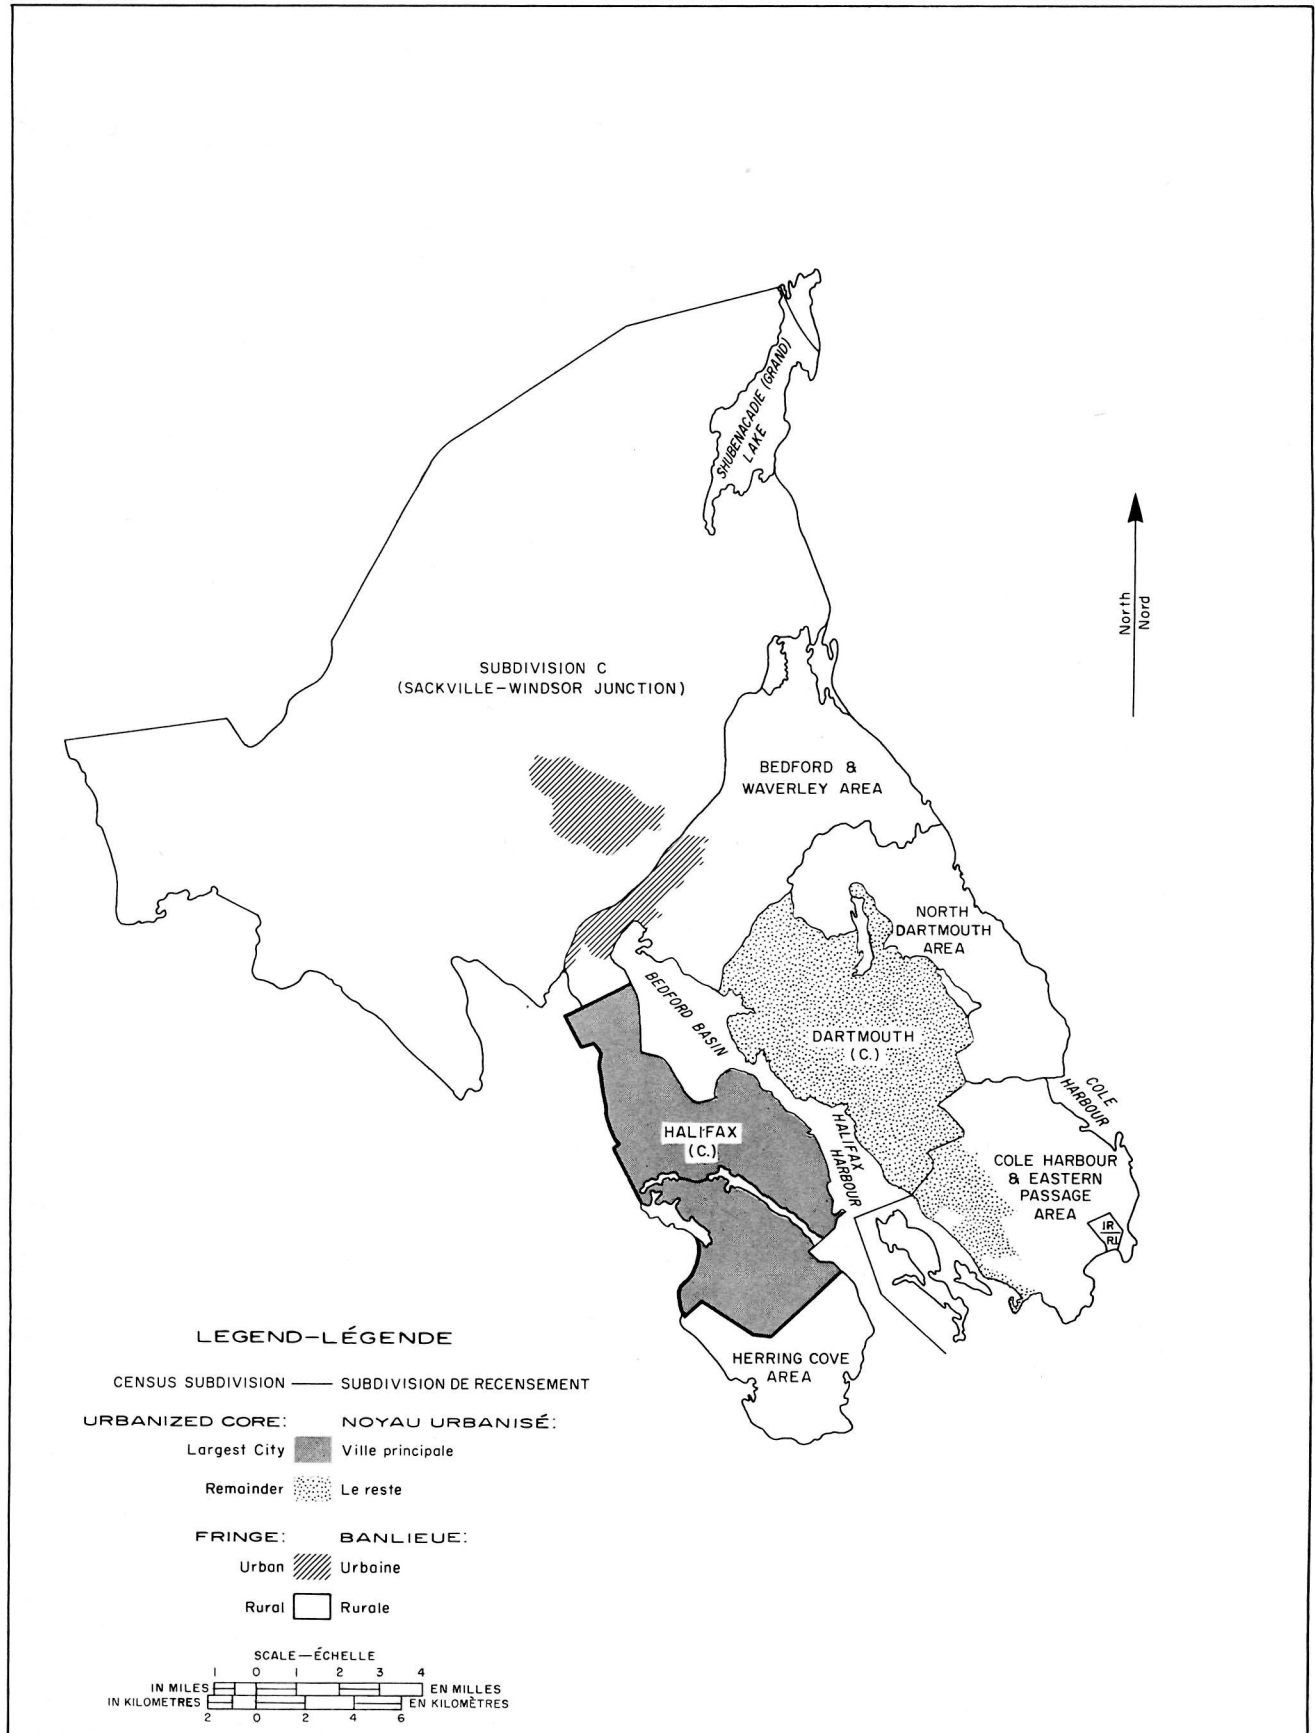 SHUBENACADIE (GRAND)
LAKE
North
Nord
SUBDIVISION C
(SACKVILLE-WINDSOR JUNCTION)
BEDFORD &
WAVERLEY AREA
NORTH
DARTMOUTH
AREA
BEDFORD BASIN
DARTMOUTH
(C.)
COLE
HARBOUR
HALIFAX
(C.)
HALIFAX
HARBOUR
COLE HARBOUR
& EASTERN
PASSAGE
AREA
IR
RI
HERRING COVE
AREA
LEGEND-LÉGENDE
CENSUS SUBDIVISION —— SUBDIVISION DE RECENSEMENT
URBANIZED CORE: NOYAU URBANISÉ:
Largest City Ville principale
Remainder Le reste
FRINGE: BANLIEUE:
Urban Urbaine
Rural Rurale
SCALE—ÉCHELLE
1 0 1 2 3 4
IN MILES EN MILLES
IN KILOMETRES EN KILOMÈTRES
2 0 2 4 6